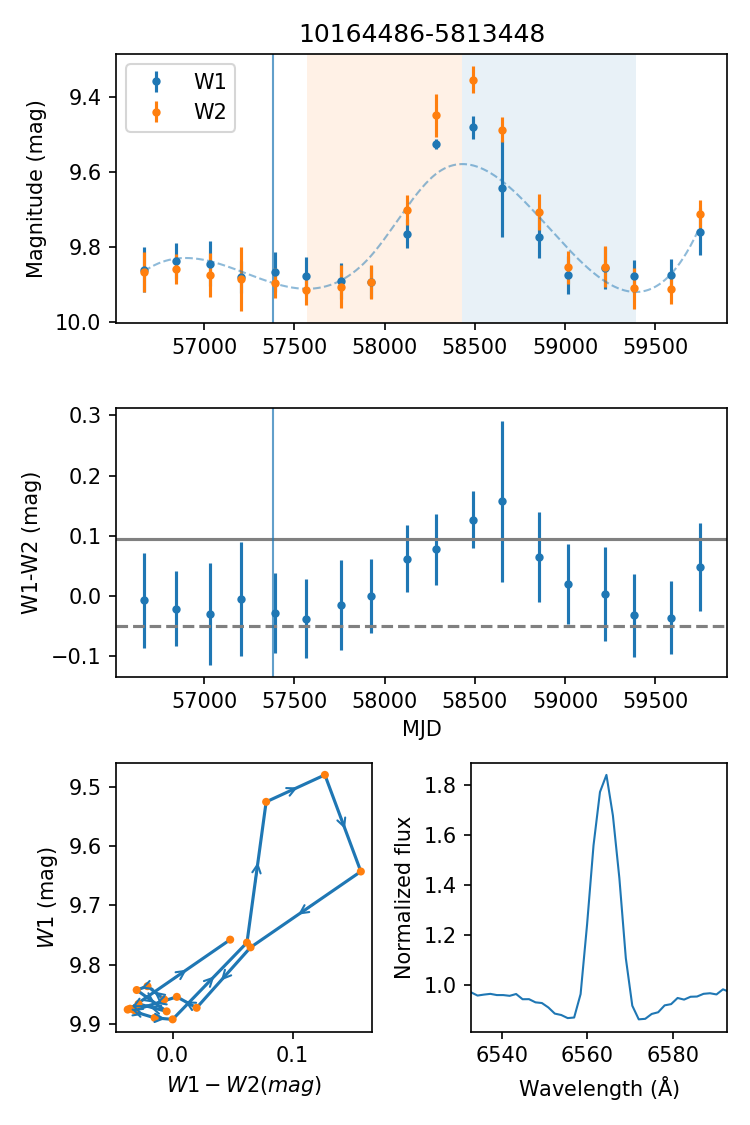 10164486-5813448
W1
W2
Magnitude (mag)
9.4
9.6
9.8
10.0
57000 57500 58000 58500 59000 59500
W1-W2 (mag)
0.3
0.2
0.1
0.0
−0.1
57000 57500 58000 58500 59000 59500
MJD
W1 (mag)
9.5
9.6
9.7
9.8
9.9
0.0 0.1
W1 − W2(mag)
Normalized flux
1.8
1.6
1.4
1.2
1.0
6540 6560 6580
Wavelength (Å)